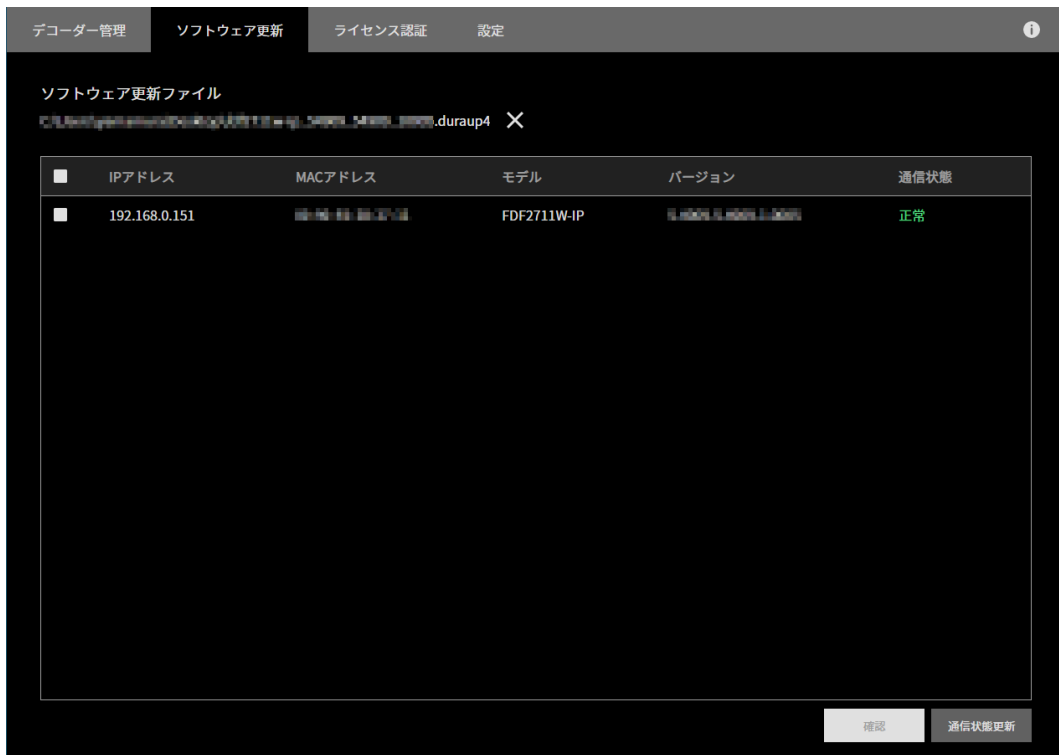 デコーダー管理 ソフトウェア更新 ライセンス認証 設定
ソフトウェア更新ファイル
.duraup4
IPアドレス MACアドレス モデル バージョン 通信状態
192.168.0.151 FDF2711W-IP 正常
確認 通信状態更新